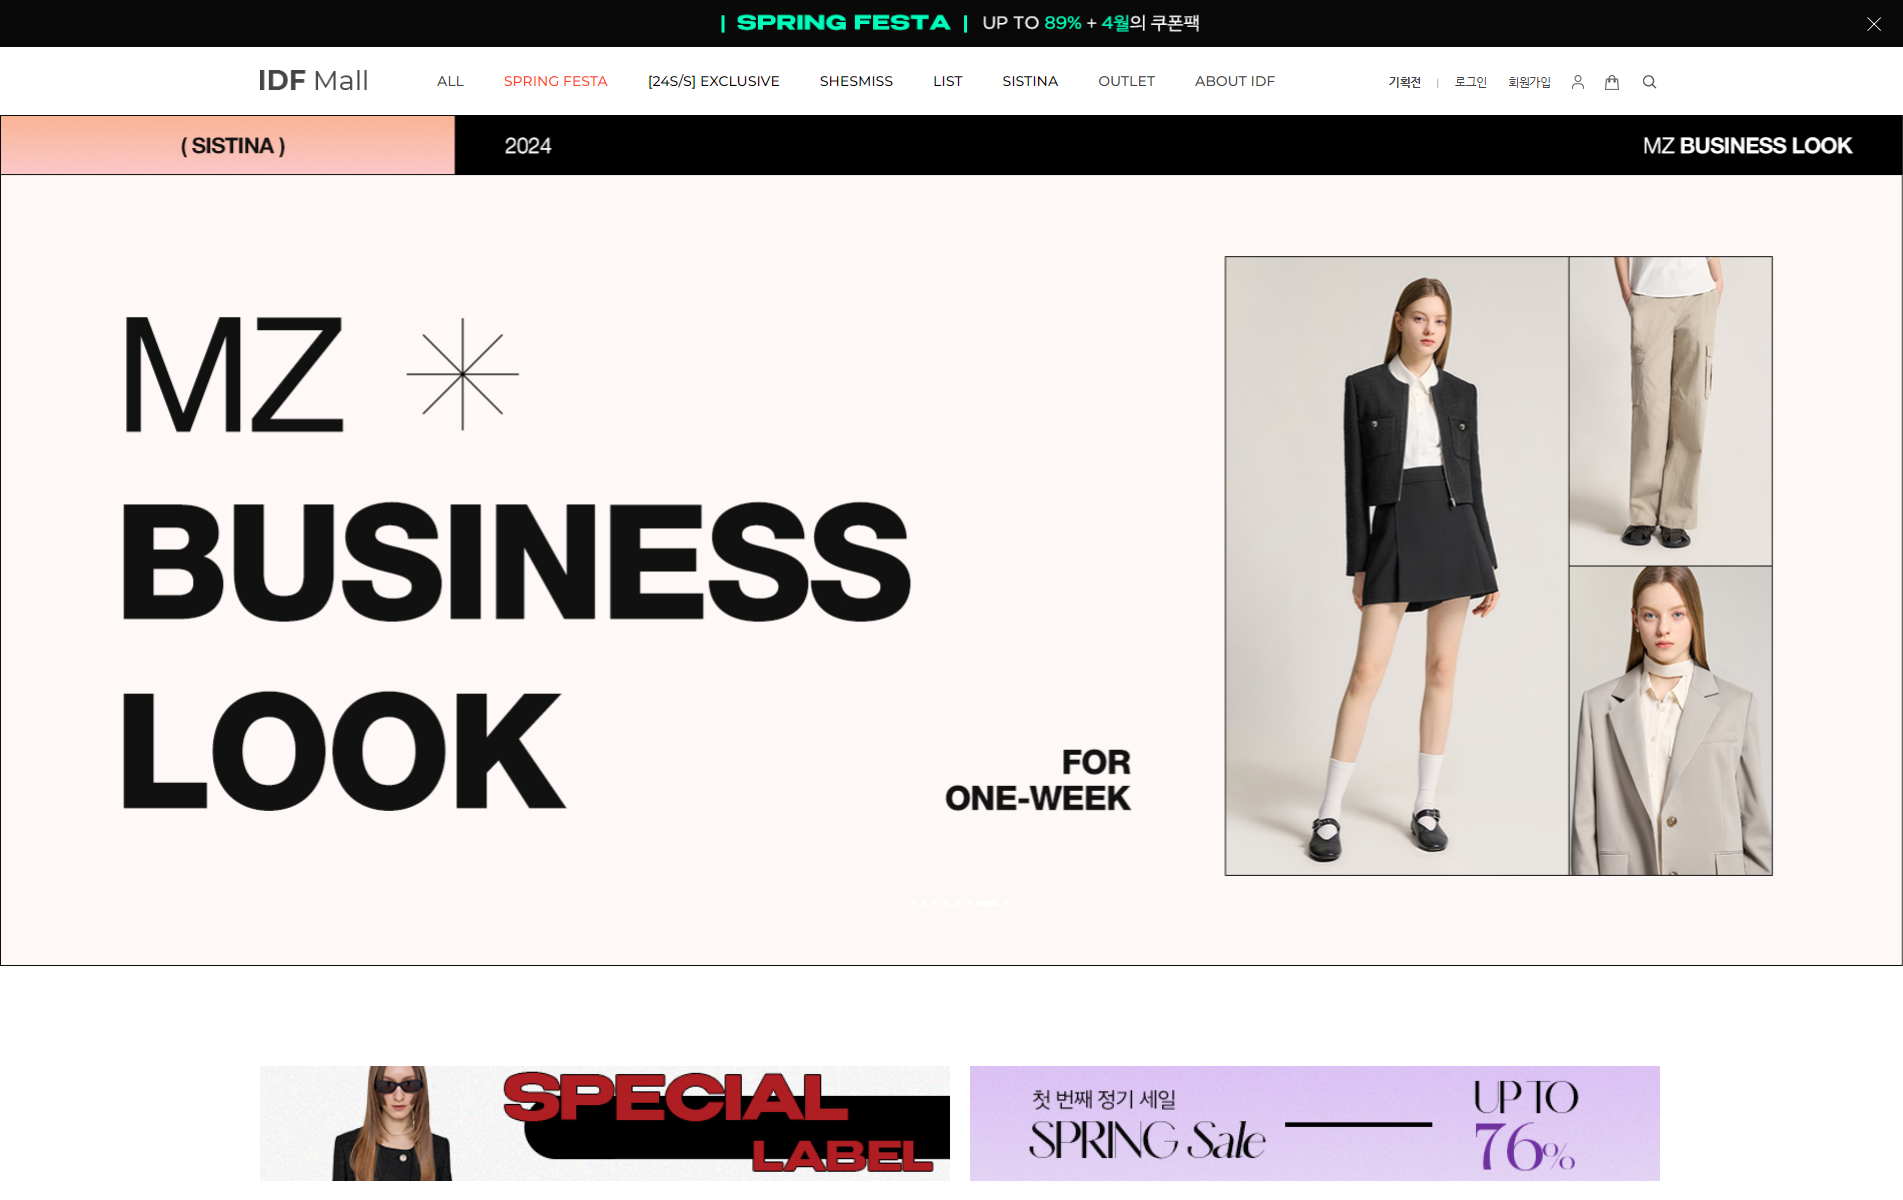 | SPRING FESTA | UP TO 89% + 4월의 쿠폰팩
IDF Mall
ALL
SPRING FESTA
[24S/S] EXCLUSIVE
SHESMISS
LIST
SISTINA
OUTLET
ABOUT IDF
기획전
로그인
회원가입
( SISTINA )
2024
MZ BUSINESS LOOK
MZ
BUSINESS
LOOK
FOR
ONE-WEEK
SPECIAL
LABEL
첫 번째 정기 세일
SPRING Sale
UP TO
76%